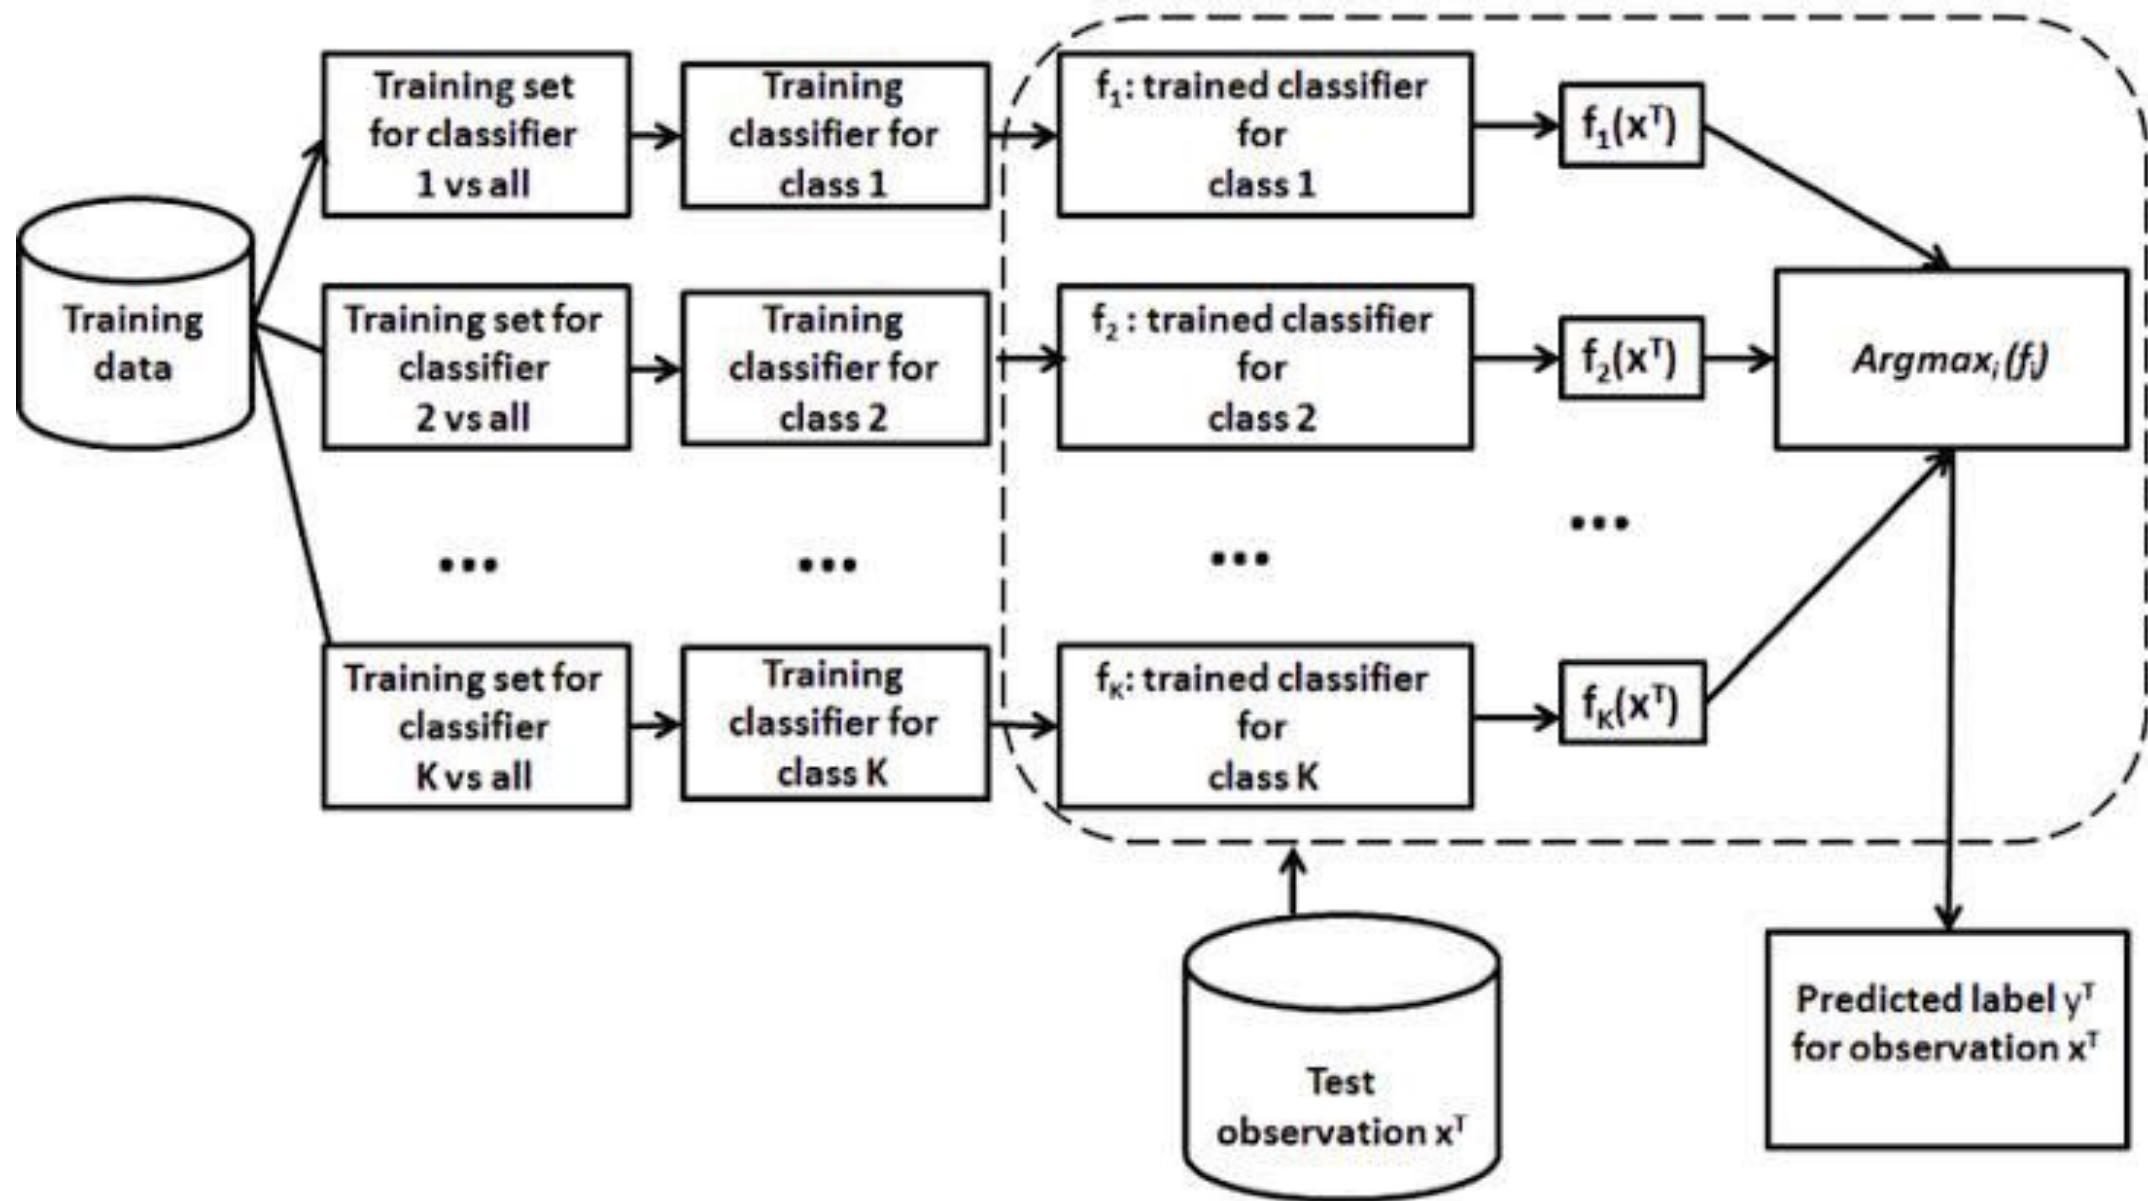 Training data
Training set
for classifier
1 vs all
Training
classifier for
class 1
f₁: trained classifier
for
class 1
f₁(xᵀ)
Training set for
classifier
2 vs all
Training
classifier for
class 2
f₂ : trained classifier
for
class 2
f₂(xᵀ)
Argmaxᵢ (fᵢ)
...
...
...
...
Training set for
classifier
K vs all
Training
classifier for
class K
f_K: trained classifier
for
class K
f_K(xᵀ)
Test
observation xᵀ
Predicted label yᵀ
for observation xᵀ